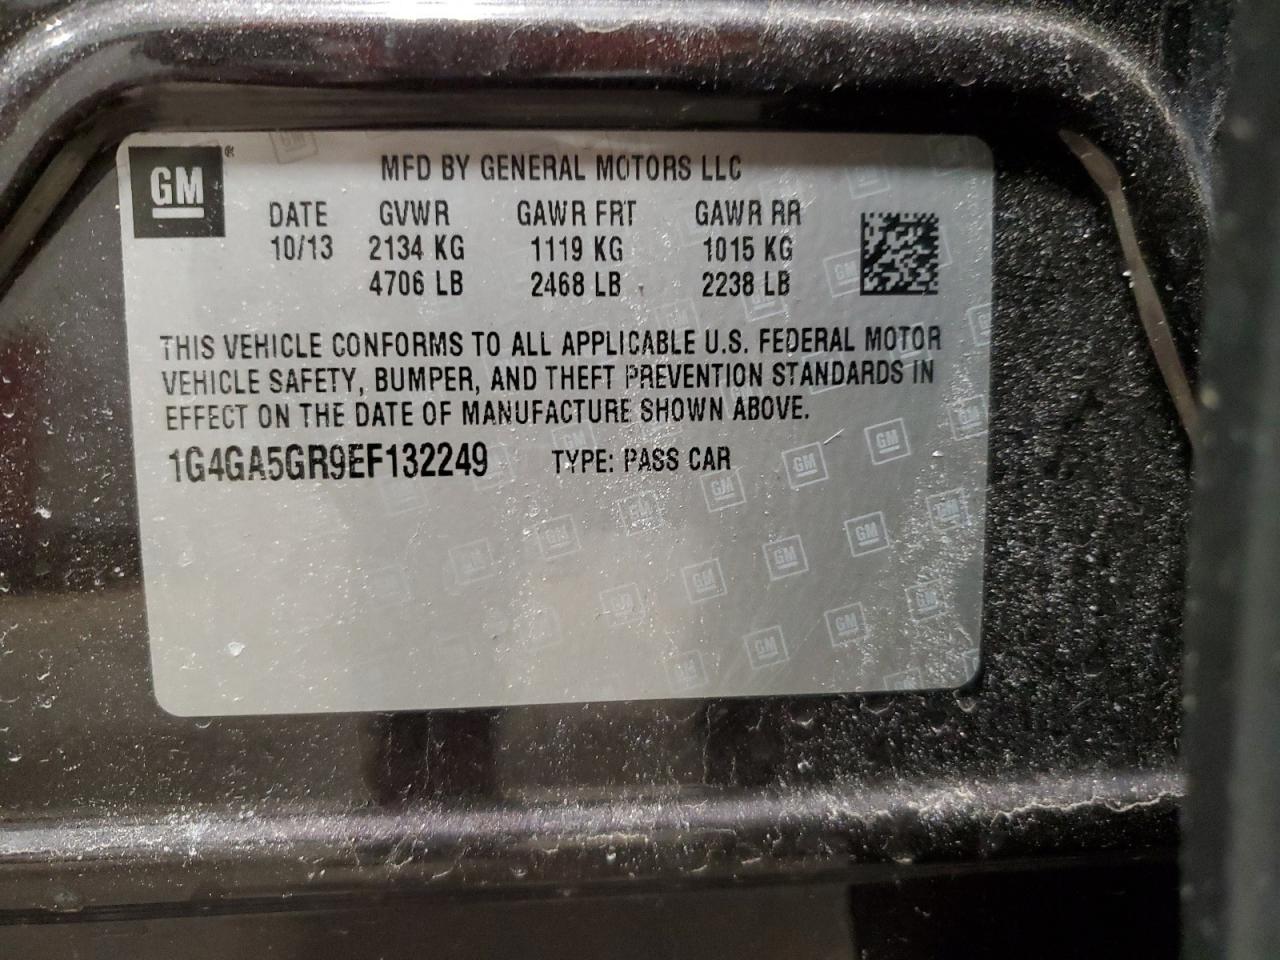 GM ®
MFD BY GENERAL MOTORS LLC
DATE GVWR GAWR FRT GAWR RR
10/13 2134 KG 1119 KG 1015 KG
4706 LB 2468 LB 2238 LB
THIS VEHICLE CONFORMS TO ALL APPLICABLE U.S. FEDERAL MOTOR
VEHICLE SAFETY, BUMPER, AND THEFT PREVENTION STANDARDS IN
EFFECT ON THE DATE OF MANUFACTURE SHOWN ABOVE.
1G4GA5GR9EF132249 TYPE: PASS CAR